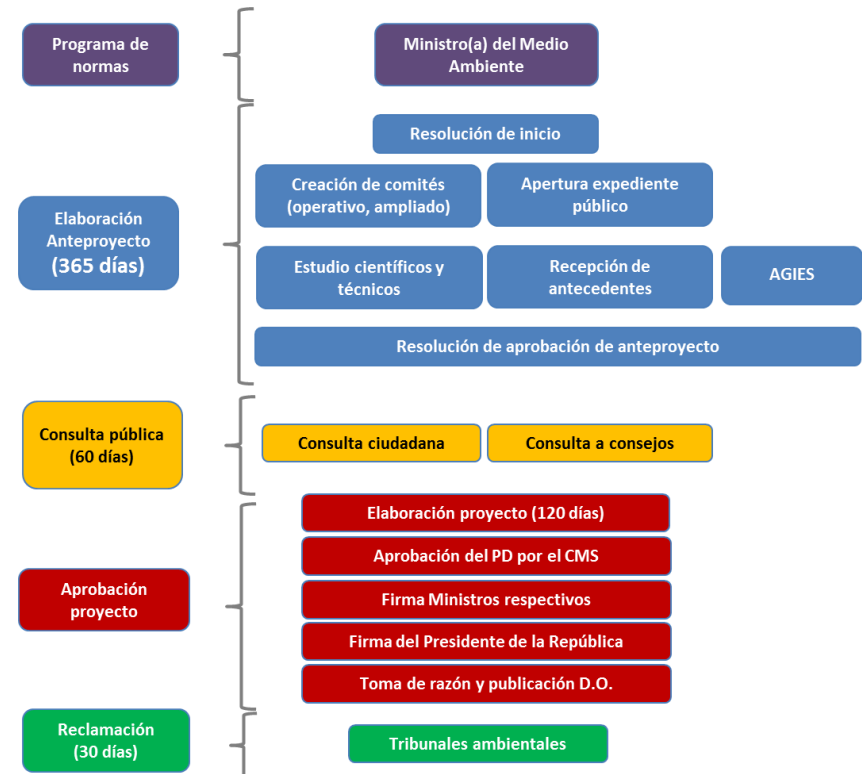 Programa de
normas
Ministro(a) del Medio
Ambiente
Elaboración
Anteproyecto
(365 días)
Resolución de inicio
Creación de comités
(operativo, ampliado)
Apertura expediente
público
Estudio científicos y
técnicos
Recepción de
antecedentes
AGIES
Resolución de aprobación de anteproyecto
Consulta pública
(60 días)
Consulta ciudadana
Consulta a consejos
Aprobación
proyecto
Elaboración proyecto (120 días)
Aprobación del PD por el CMS
Firma Ministros respectivos
Firma del Presidente de la República
Toma de razón y publicación D.O.
Reclamación
(30 días)
Tribunales ambientales